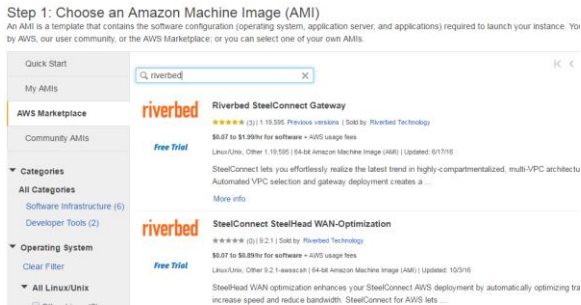 Step 1: Choose an Amazon Machine Image (AMI)
An AMI is a template that contains the software configuration (operating system, application server, and applications) required to launch your instance. You
by AWS, our user community, or the AWS Marketplace; or you can select one of your own AMIs.
Quick Start
My AMIs
AWS Marketplace
Community AMIs
Categories
All Categories
Software Infrastructure (6)
Developer Tools (2)
Operating System
Clear Filter
All Linux/Unix
riverbed
riverbed
Free Trial
Riverbed SteelConnect Gateway
(3) | 1.19.595 Previous versions | Sold by Riverbed Technology
$0.07 to $1.99/hr for software + AWS usage fees
Linux/Unix, Other 1.19.595 | 64-bit Amazon Machine Image (AMI) | Updated: 6/17/16
SteelConnect lets you effortlessly realize the latest trend in highly-compartmentalized, multi-VPC architectu
Automated VPC selection and gateway deployment creates a ...
More info
riverbed
Free Trial
SteelConnect SteelHead WAN-Optimization
(0) | 9.2.1 | Sold by Riverbed Technology
$0.07 to $0.89/hr for software + AWS usage fees
Linux/Unix, Other | 64-bit Amazon Machine Image (AMI) | Updated: 10/3/16
SteelHead WAN optimization enhances your SteelConnect AWS deployment by automatically optimizing tra
increase speed and reduce bandwidth. SteelConnect for AWS lets ...